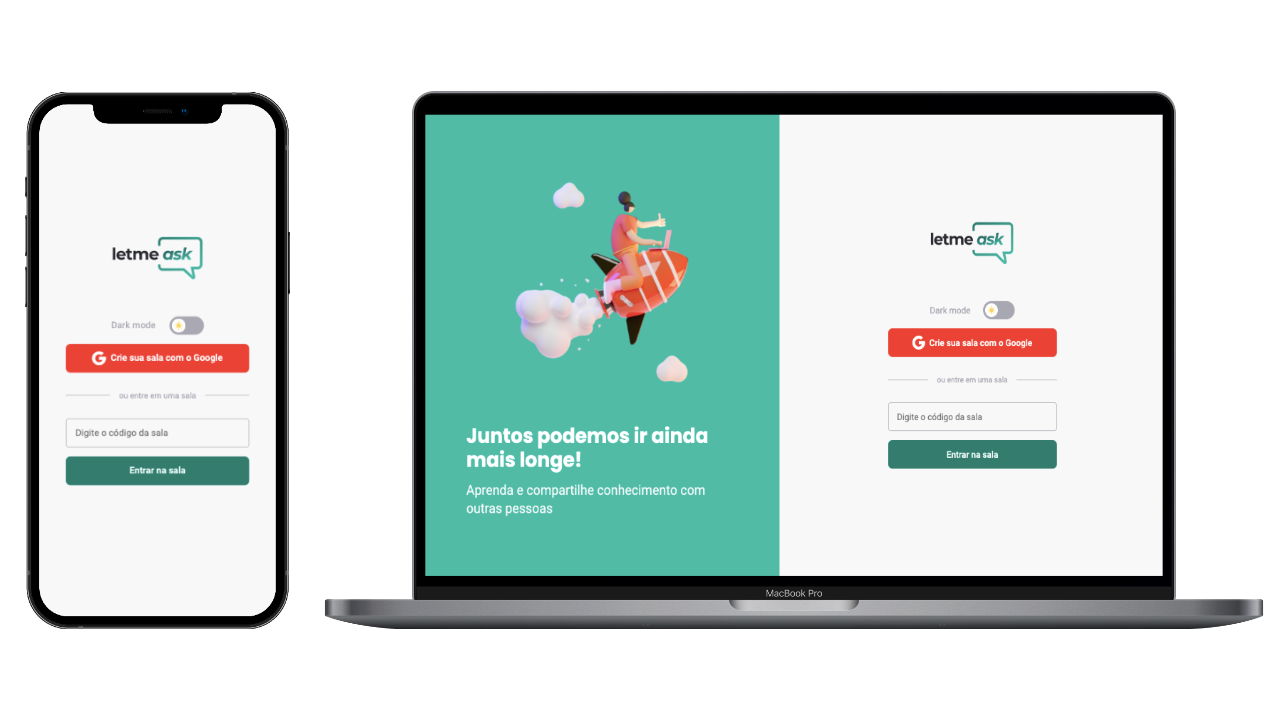 letme ask
Dark mode
Crie sua sala com o Google
ou entre em uma sala
Digite o código da sala
Entrar na sala
Juntos podemos ir ainda
mais longe!
Aprenda e compartilhe conhecimento com
outras pessoas
letme ask
Dark mode
Crie sua sala com o Google
ou entre em uma sala
Digite o código da sala
Entrar na sala
MacBook Pro